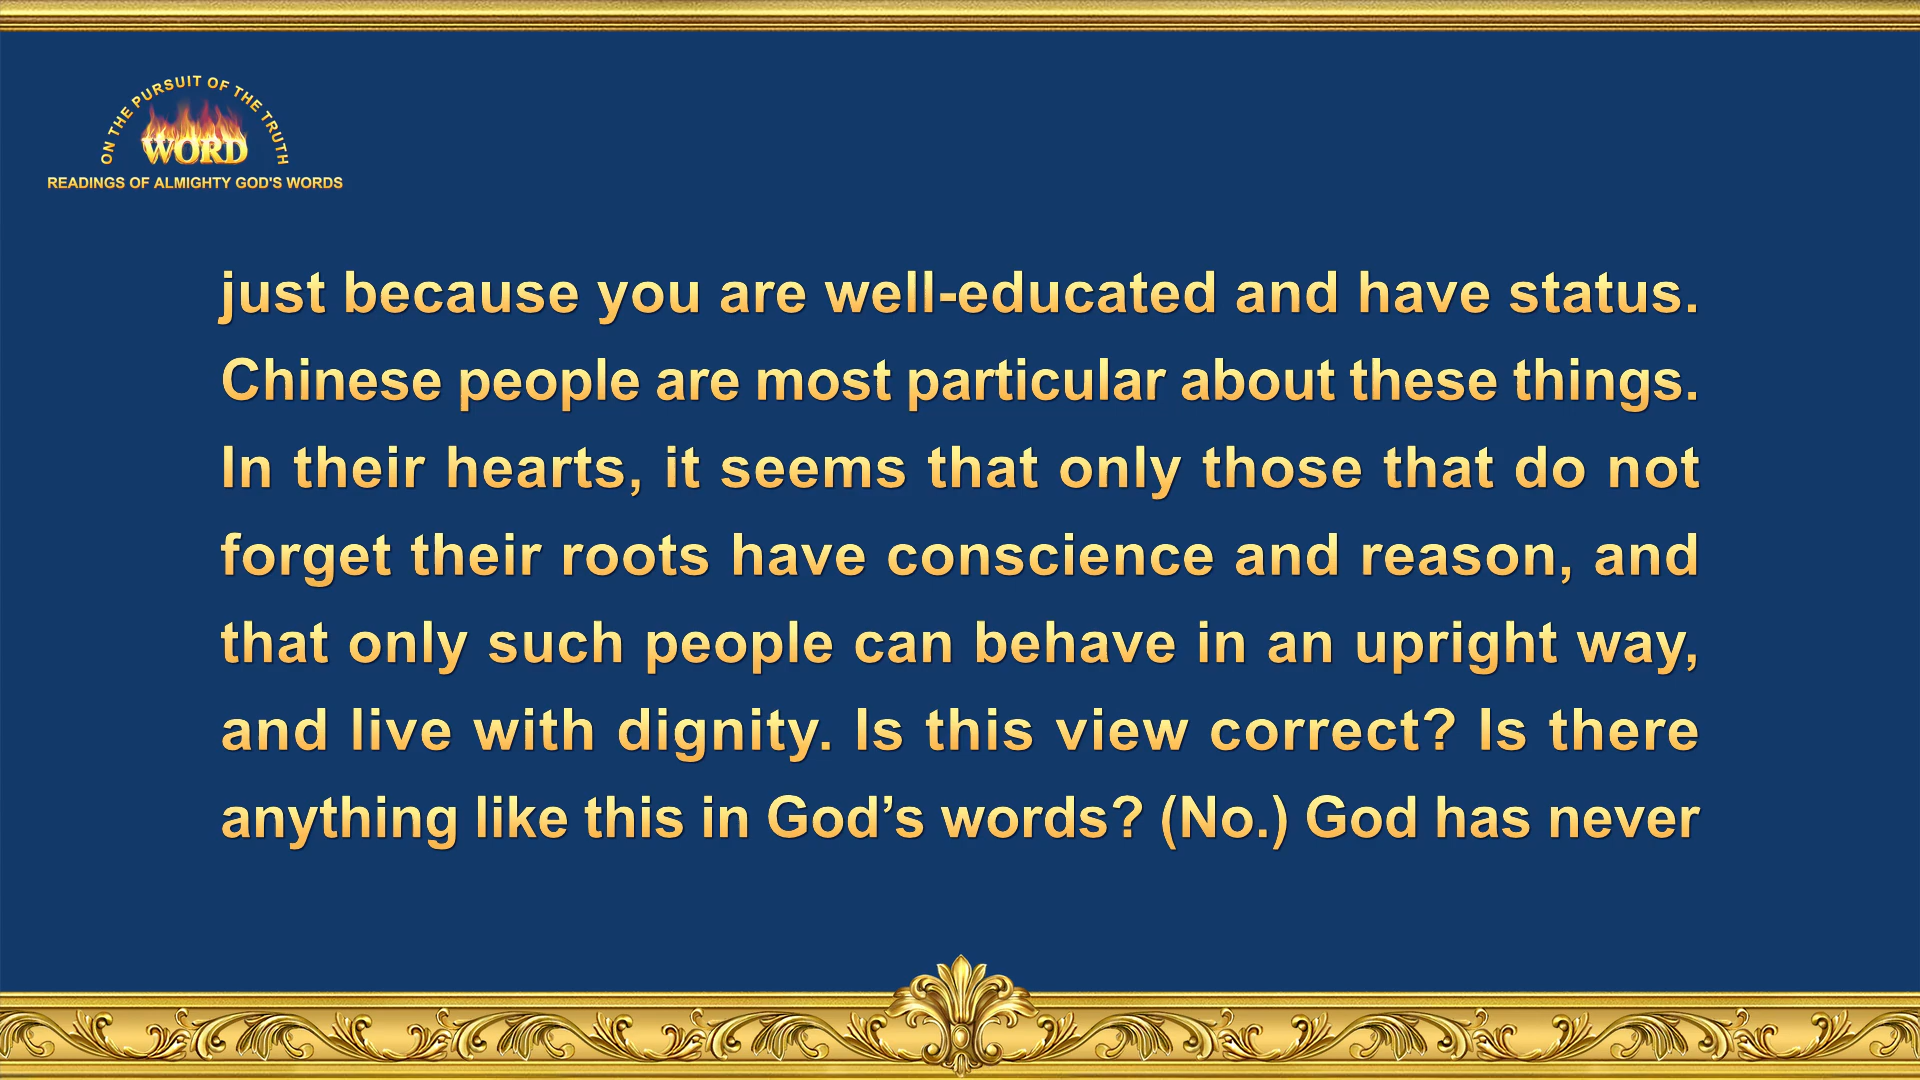 ON THE PURSUIT OF THE TRUTH
WORD
READINGS OF ALMIGHTY GOD'S WORDS
just because you are well-educated and have status.
Chinese people are most particular about these things.
In their hearts, it seems that only those that do not
forget their roots have conscience and reason, and
that only such people can behave in an upright way,
and live with dignity. Is this view correct? Is there
anything like this in God’s words? (No.) God has never